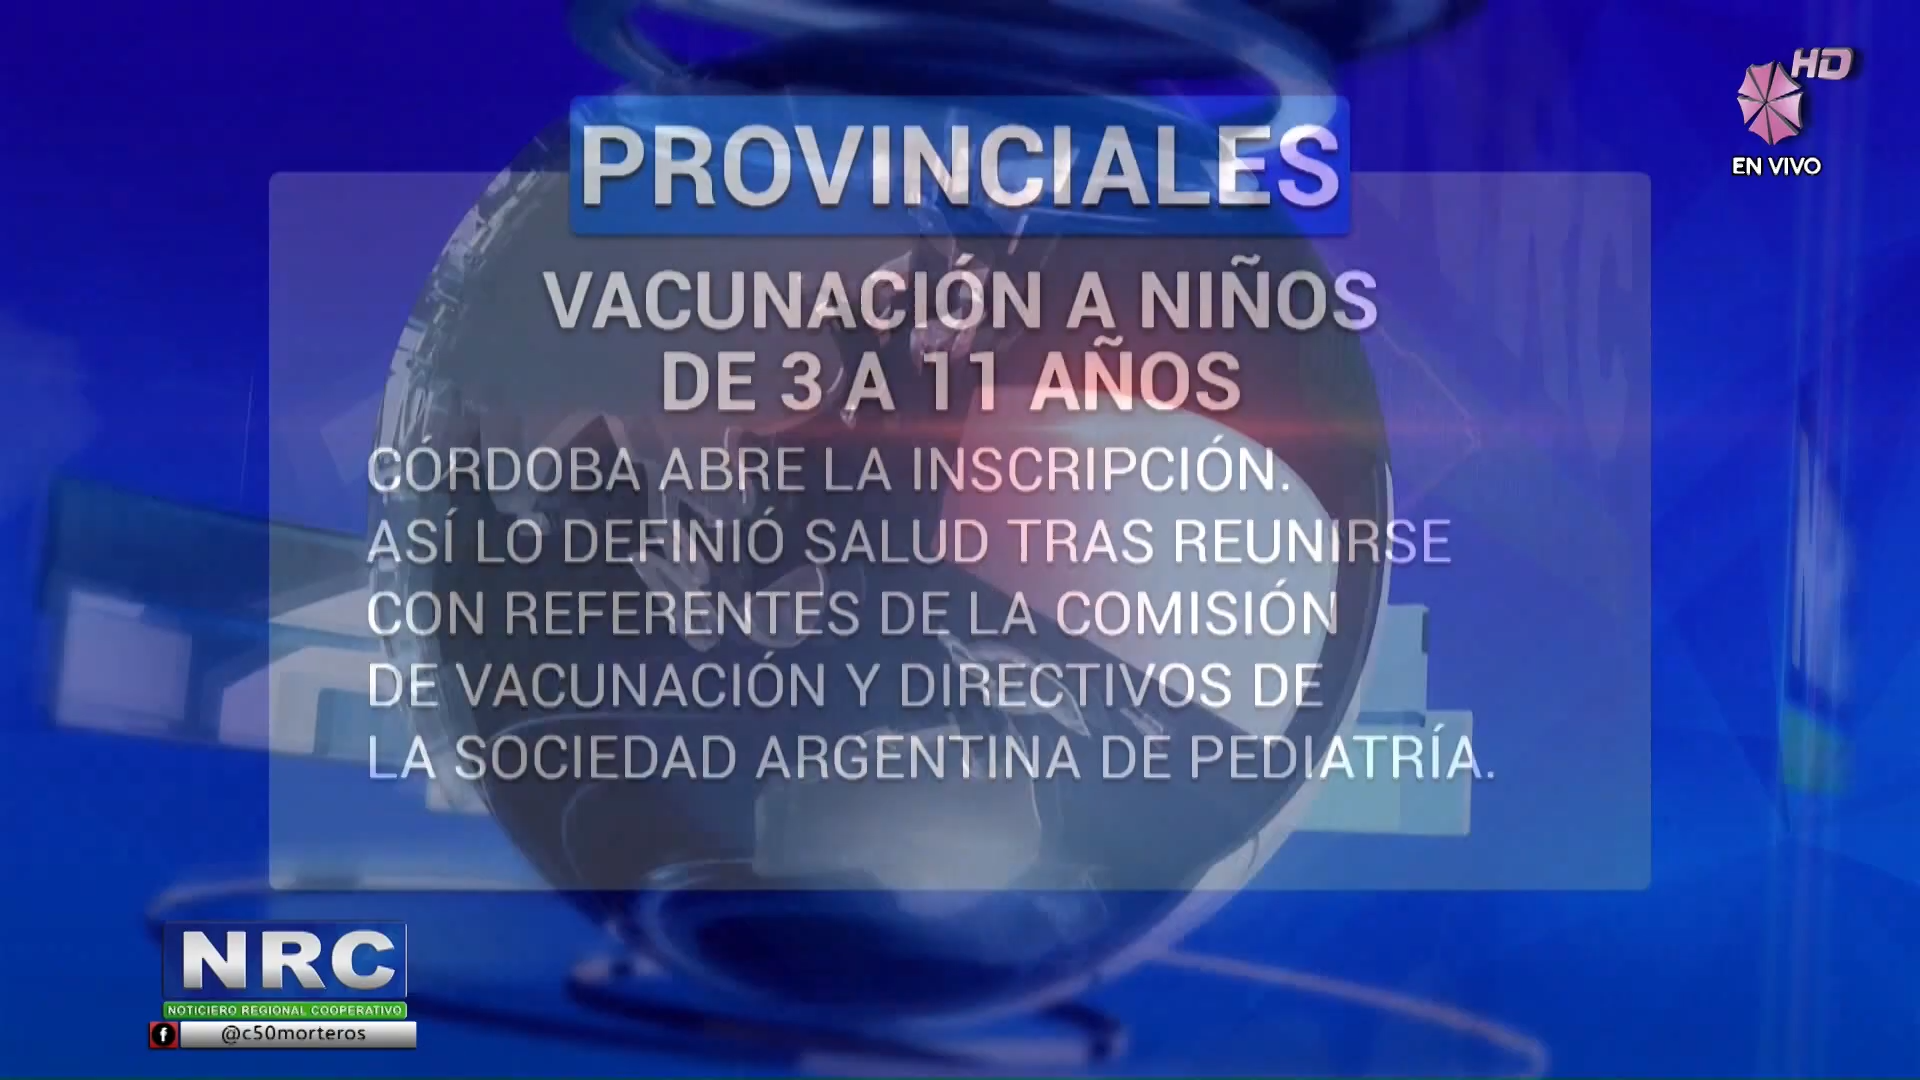 HD
EN VIVO
PROVINCIALES
VACUNACIÓN A NIÑOS
DE 3 A 11 AÑOS
CÓRDOBA ABRE LA INSCRIPCIÓN.
ASÍ LO DEFINIÓ SALUD TRAS REUNIRSE
CON REFERENTES DE LA COMISIÓN
DE VACUNACIÓN Y DIRECTIVOS DE
LA SOCIEDAD ARGENTINA DE PEDIATRÍA.
NRC
NOTICIERO REGIONAL COOPERATIVO
f @c50morteros